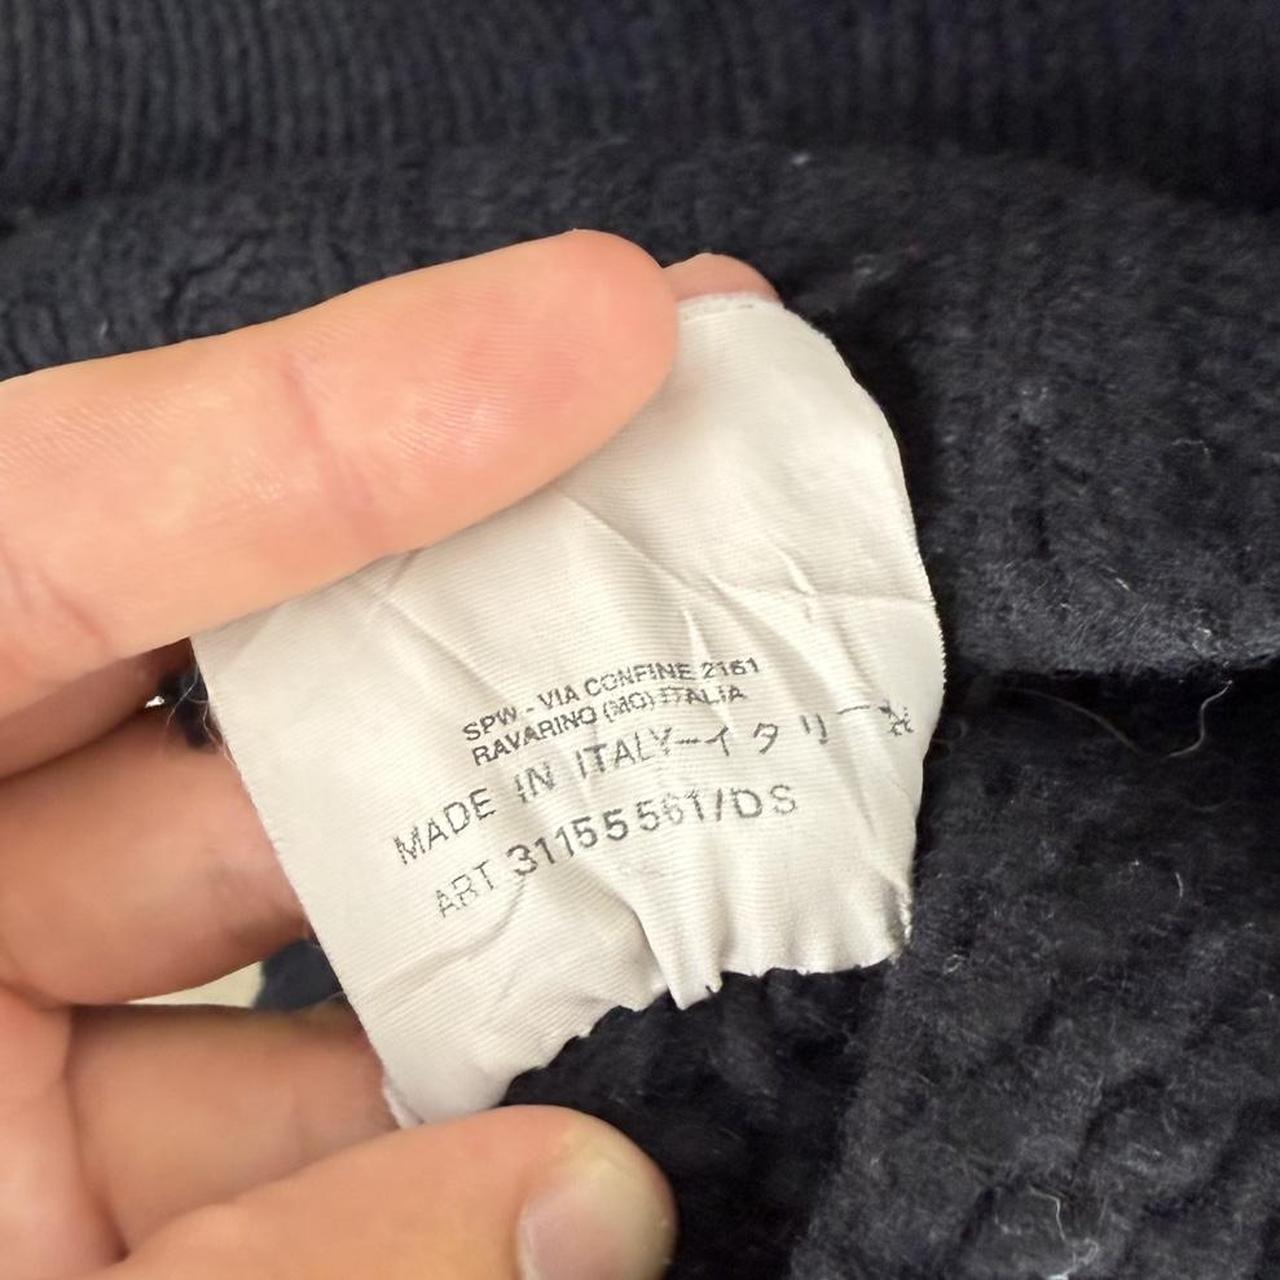 SPW - VIA CONFINE 2161
RAVARINO (MO) ITALIA
MADE IN ITALY-イタリー製
ART 31155561/DS